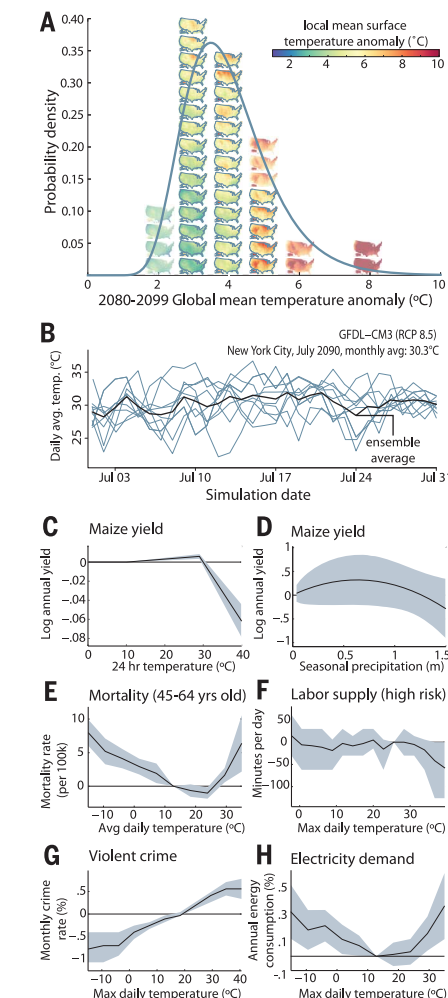 A
local mean surface
temperature anomaly (˚C)
2 4 6 8 10
Probability density
0.40
0.35
0.30
0.25
0.20
0.15
0.10
0.05
0 2 4 6 8 10
2080-2099 Global mean temperature anomaly (ºC)
B
GFDL–CM3 (RCP 8.5)
New York City, July 2090, monthly avg: 30.3°C
Daily avg. temp. (°C)
35
30
25
ensemble
average
Jul 03 Jul 10 Jul 17 Jul 24 Jul 31
Simulation date
C Maize yield
Log annual yield
0
−.02
−.04
−.06
−.08
0 10 20 30 40
24 hr temperature (ºC)
D Maize yield
Log annual yield
1
.5
0
−.5
−1
0 0.5 1.0 1.5
Seasonal precipitation (m)
E Mortality (45-64 yrs old)
Mortality rate
(per 100k)
10
5
0
−10 0 10 20 30
Avg daily temperature (ºC)
F Labor supply (high risk)
Minutes per day
50
0
−50
−100
0 10 20 30
Max daily temperature (ºC)
G Violent crime
Monthly crime
rate (%)
.5
0
−.5
−1
−10 0 10 20 30 40
Max daily temperature (ºC)
H Electricity demand
Annual energy
consumption (%)
.5
.3
.1
-.1
−10 0 10 20 30
Max daily temperature (ºC)